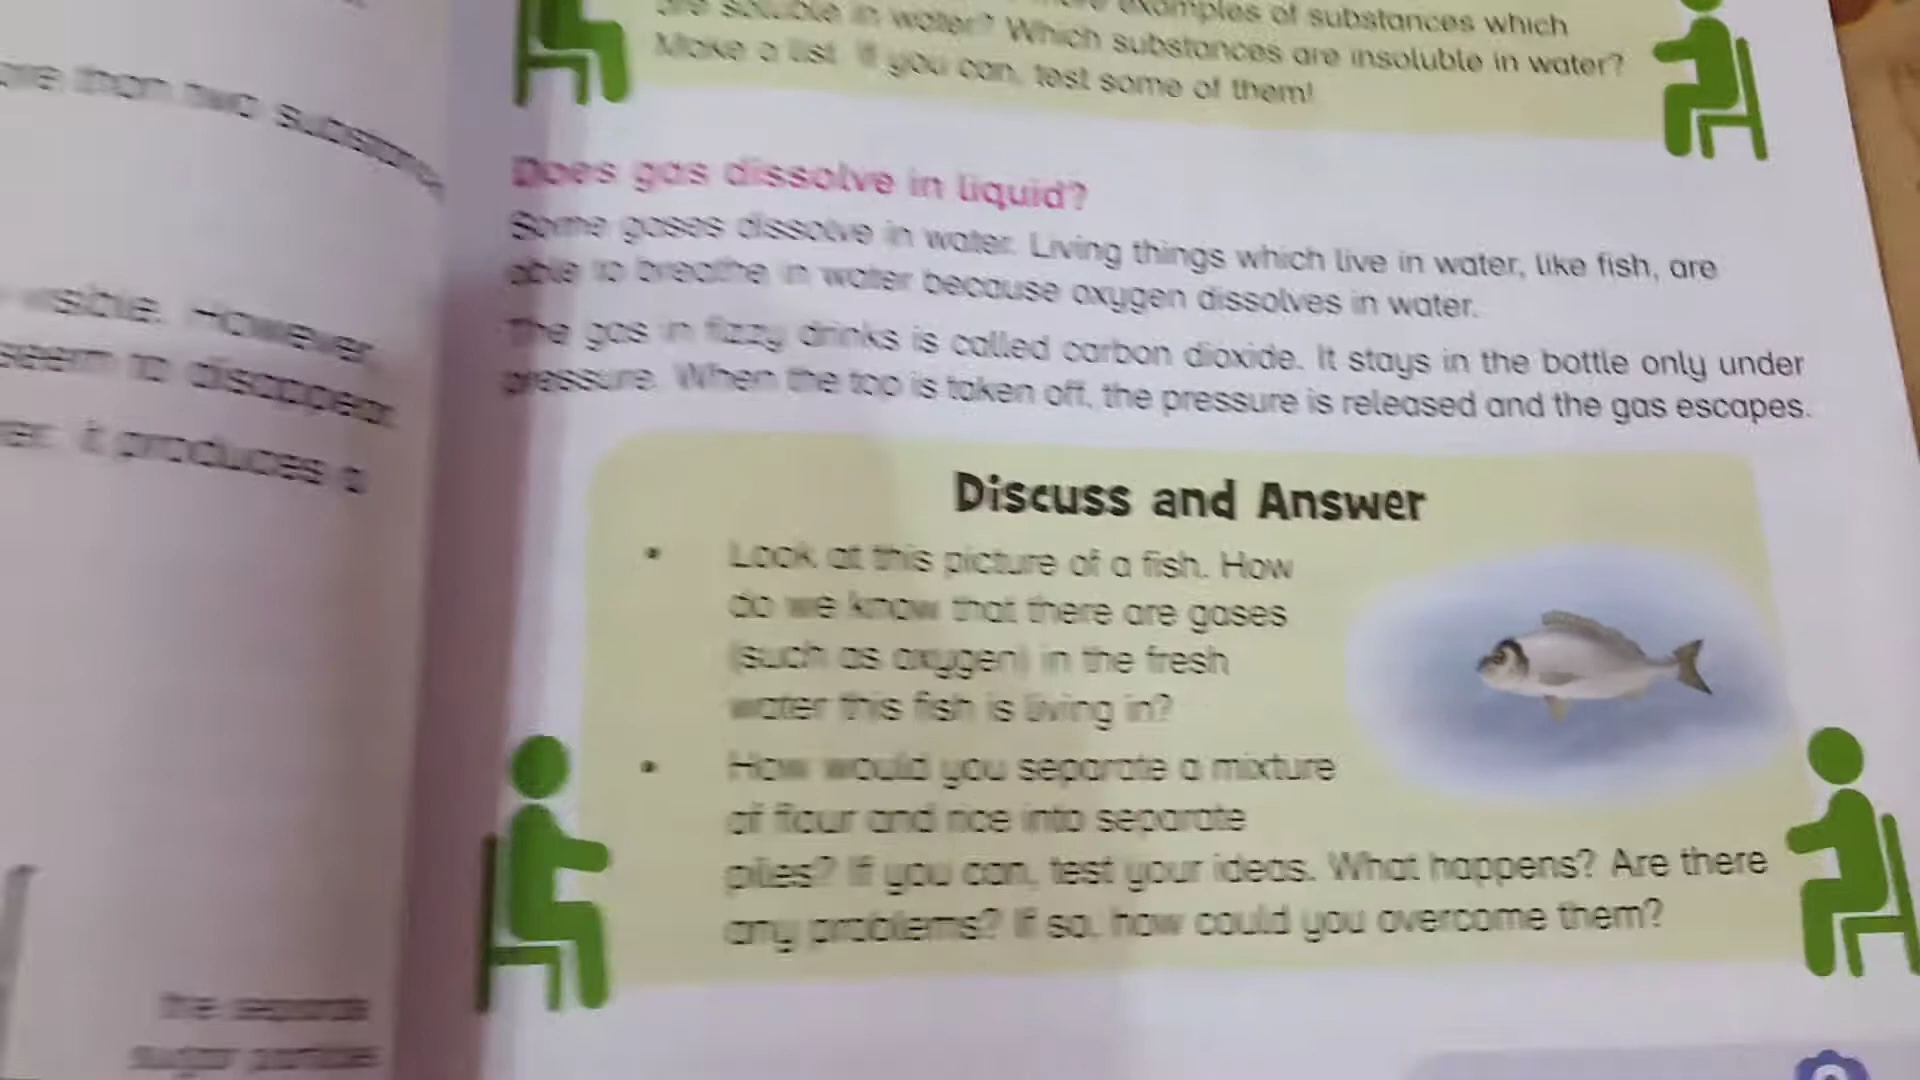 than two
visible. However,
seem to disappear
it produces a
the separate
sugar particles
examples of substances which
are soluble in water? Which substances are insoluble in water?
Make a list. If you can, test some of them!
Does gas dissolve in liquid?
Some gases dissolve in water. Living things which live in water, like fish, are
able to breathe in water because oxygen dissolves in water.
The gas in fizzy drinks is called carbon dioxide. It stays in the bottle only under
pressure. When the top is taken off, the pressure is released and the gas escapes.
Discuss and Answer
• Look at this picture of a fish. How
do we know that there are gases
(such as oxygen) in the fresh
water this fish is living in?
• How would you separate a mixture
of flour and rice into separate
piles? If you can, test your ideas. What happens? Are there
any problems? If so, how could you overcome them?